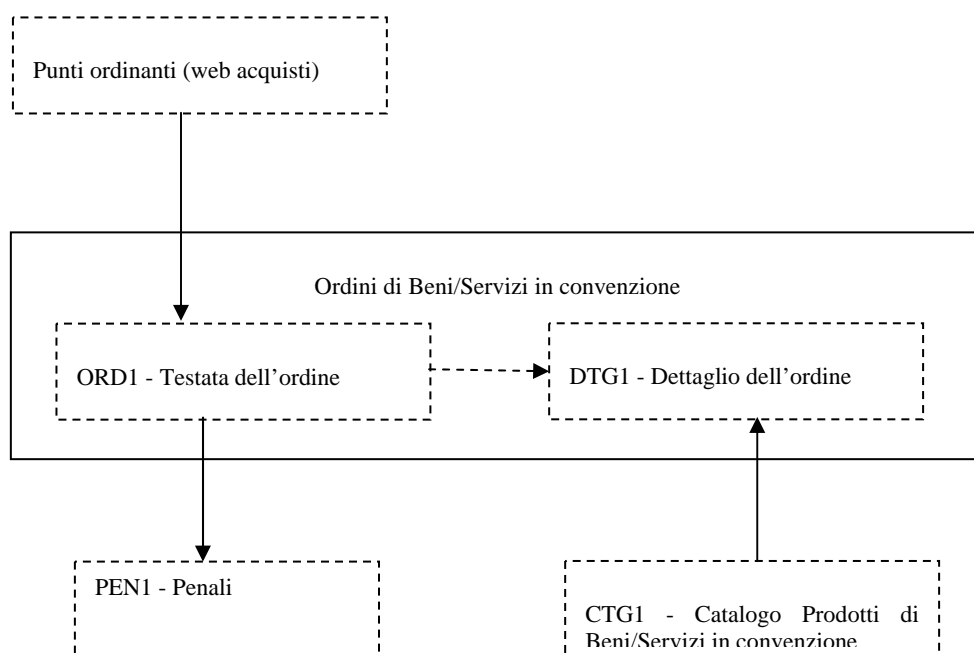 Punti ordinanti (web acquisti)
Ordini di Beni/Servizi in convenzione
ORD1 - Testata dell’ordine
DTG1 - Dettaglio dell’ordine
PEN1 - Penali
CTG1 - Catalogo Prodotti di
Beni/Servizi in convenzione